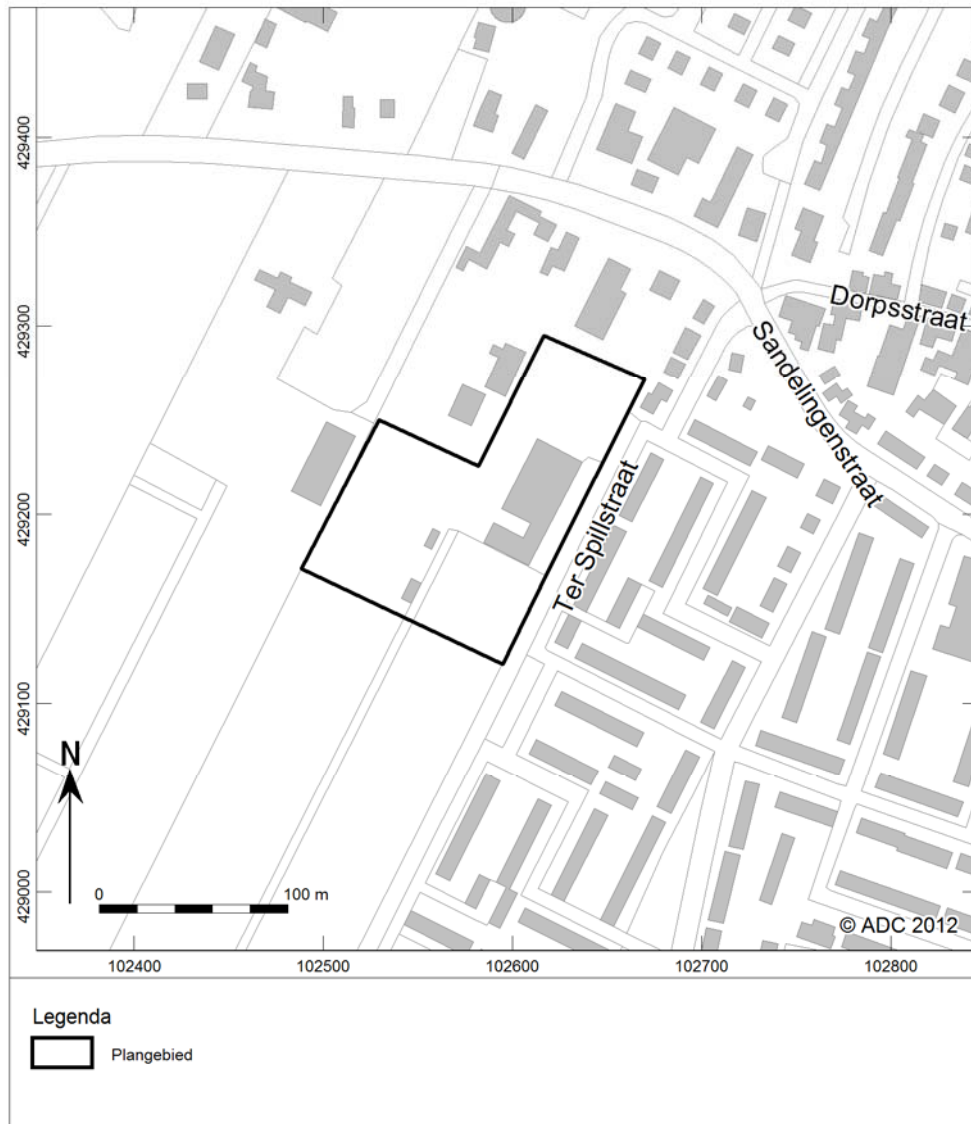 429400
429300
429200
429100
429000
Dorpsstraat
Sandelingenstraat
Ter Spillstraat
N
0 100 m
© ADC 2012
102400 102500 102600 102700 102800
Legenda
Plangebied